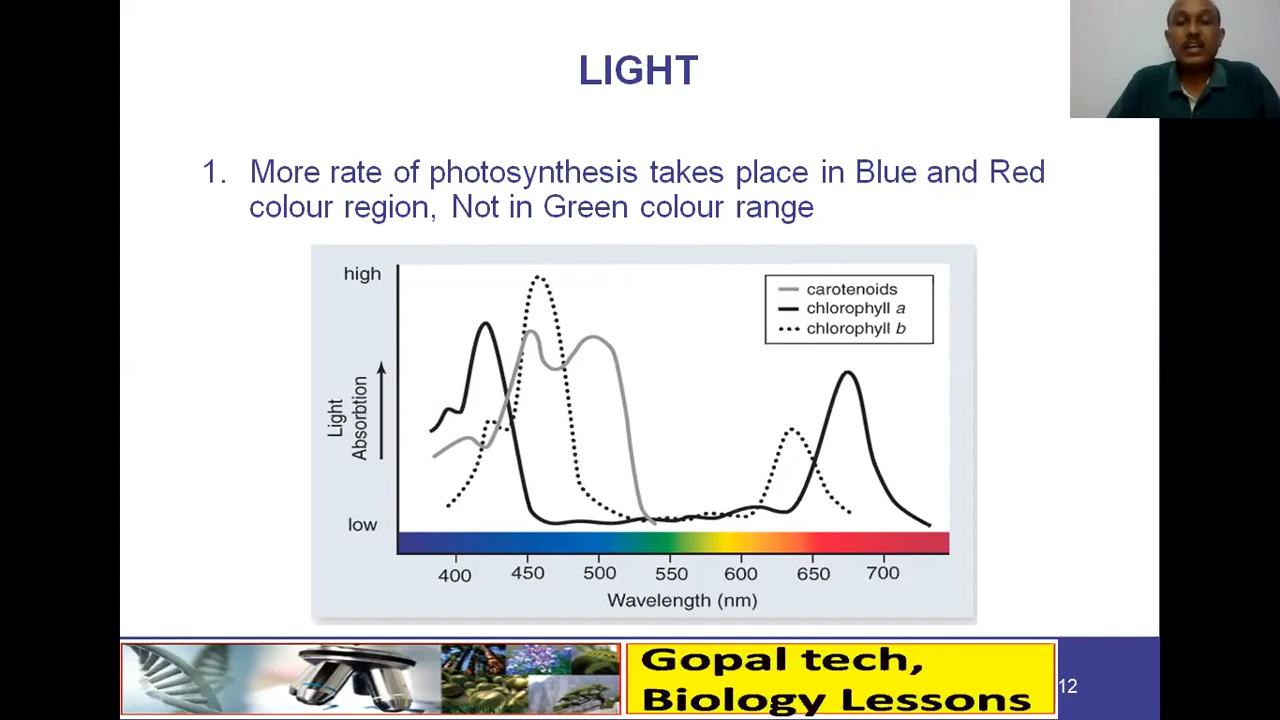 LIGHT
1. More rate of photosynthesis takes place in Blue and Red
colour region, Not in Green colour range
high
Light
Absorbtion
low
carotenoids
chlorophyll a
chlorophyll b
400 450 500 550 600 650 700
Wavelength (nm)
Gopal tech,
Biology Lessons
12